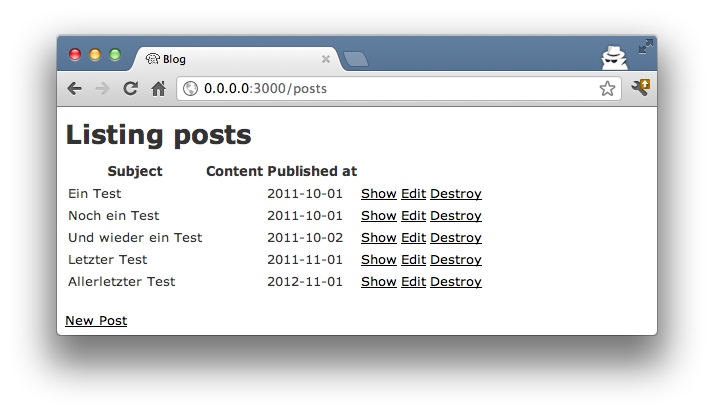 Blog
0.0.0.0:3000/posts
Listing posts
Subject Content Published at
Ein Test 2011-10-01 Show Edit Destroy
Noch ein Test 2011-10-01 Show Edit Destroy
Und wieder ein Test 2011-10-02 Show Edit Destroy
Letzter Test 2011-11-01 Show Edit Destroy
Allerletzter Test 2012-11-01 Show Edit Destroy
New Post